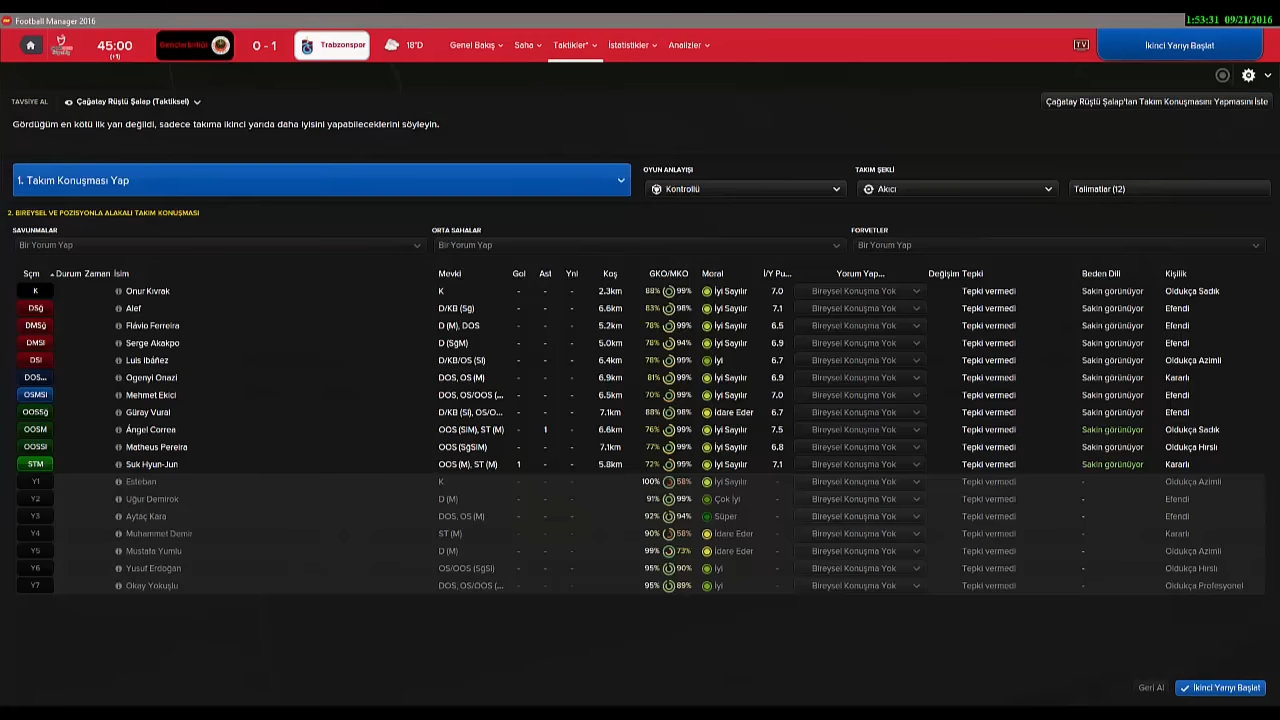 Football Manager 2016
1:53:31 09/21/2016
45:00
(+1)
Gençlerbirliği
0 - 1
Trabzonspor
18°D
Genel Bakış
Saha
Taktikler*
İstatistikler
Analizler
TV
İkinci Yarıyı Başlat
TAVSİYE AL
Çağatay Rüştü Şalap (Taktiksel)
Çağatay Rüştü Şalap'tan Takım Konuşmasını Yapmasını İste
Gördüğüm en kötü ilk yarı değildi, sadece takıma ikinci yarıda daha iyisini yapabileceklerini söyleyin.
1. Takım Konuşması Yap
OYUN ANLAYIŞI
Kontrollü
TAKIM ŞEKLİ
Akıcı
Talimatlar (12)
2. BİREYSEL VE POZİSYONLA ALAKALI TAKIM KONUŞMASI
SAVUNMALAR ORTA SAHALAR FORVETLER
Bir Yorum Yap Bir Yorum Yap Bir Yorum Yap
Sçm Durum Zaman İsim Mevki Gol Ast Ynl Koş GKO/MKO Moral İ/Y Pu... Yorum Yap... Değişim Tepki Beden Dili Kişilik
K Onur Kıvrak K - - - 2.3km 88% 99% İyi Sayılır 7.0 Bireysel Konuşma Yok Tepki vermedi Sakin görünüyor Oldukça Sadık
DSğ Alef D/KB (Sğ) - - - 6.6km 83% 98% İyi Sayılır 7.1 Bireysel Konuşma Yok Tepki vermedi Sakin görünüyor Efendi
DMSğ Flávio Ferreira D (M), DOS - - - 5.2km 78% 99% İyi Sayılır 6.5 Bireysel Konuşma Yok Tepki vermedi Sakin görünüyor Efendi
DMSl Serge Akakpo D (SğM) - - - 5.0km 78% 94% İyi Sayılır 6.9 Bireysel Konuşma Yok Tepki vermedi Sakin görünüyor Efendi
DSl Luis Ibáñez D/KB/OS (Sl) - - - 6.4km 78% 99% İyi 6.7 Bireysel Konuşma Yok Tepki vermedi Sakin görünüyor Oldukça Azimli
DOS... Ogenyi Onazi DOS, OS (M) - - - 6.9km 81% 99% İyi Sayılır 6.9 Bireysel Konuşma Yok Tepki vermedi Sakin görünüyor Kararlı
OSMSl Mehmet Ekici DOS, OS/OOS (... - - - 6.5km 70% 99% İyi Sayılır 7.0 Bireysel Konuşma Yok Tepki vermedi Sakin görünüyor Efendi
OOSSğ Güray Vural D/KB (Sl), OS/O... - - - 7.1km 88% 98% İdare Eder 6.7 Bireysel Konuşma Yok Tepki vermedi Sakin görünüyor Efendi
OOSM Ángel Correa OOS (SlM), ST (M) - 1 - 6.6km 76% 99% İyi Sayılır 7.5 Bireysel Konuşma Yok Tepki vermedi Sakin görünüyor Oldukça Sadık
OOSSl Matheus Pereira OOS (SğSlM) - - - 7.1km 77% 99% İyi Sayılır 6.8 Bireysel Konuşma Yok Tepki vermedi Sakin görünüyor Oldukça Hırslı
STM Suk Hyun-Jun OOS (M), ST (M) 1 - - 5.8km 72% 99% İyi Sayılır 7.1 Bireysel Konuşma Yok Tepki vermedi Sakin görünüyor Kararlı
Y1 Esteban K 100% 58% İyi Sayılır - Bireysel Konuşma Yok Tepki vermedi - Oldukça Azimli
Y2 Uğur Demirok D (M) 91% 99% Çok İyi - Bireysel Konuşma Yok Tepki vermedi - Efendi
Y3 Aytaç Kara DOS, OS (M) 92% 94% Süper - Bireysel Konuşma Yok Tepki vermedi - Efendi
Y4 Muhammet Demir ST (M) 90% 58% İdare Eder - Bireysel Konuşma Yok Tepki vermedi - Kararlı
Y5 Mustafa Yumlu D (M) 99% 73% İdare Eder - Bireysel Konuşma Yok Tepki vermedi - Oldukça Azimli
Y6 Yusuf Erdoğan OS/OOS (SğSl) 95% 90% İyi - Bireysel Konuşma Yok Tepki vermedi - Oldukça Hırslı
Y7 Okay Yokuşlu DOS, OS/OOS (... 95% 89% İyi - Bireysel Konuşma Yok Tepki vermedi - Oldukça Profesyonel
Geri Al
İkinci Yarıyı Başlat